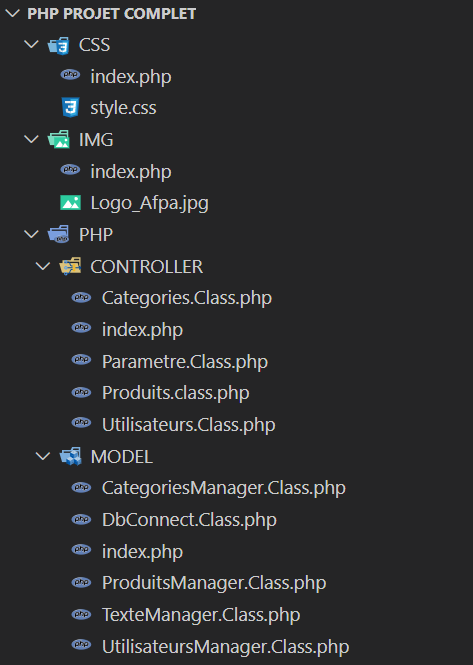 PHP PROJET COMPLET
CSS
index.php
style.css
IMG
index.php
Logo_Afpa.jpg
PHP
CONTROLLER
Categories.Class.php
index.php
Parametre.Class.php
Produits.class.php
Utilisateurs.Class.php
MODEL
CategoriesManager.Class.php
DbConnect.Class.php
index.php
ProduitsManager.Class.php
TexteManager.Class.php
UtilisateursManager.Class.php